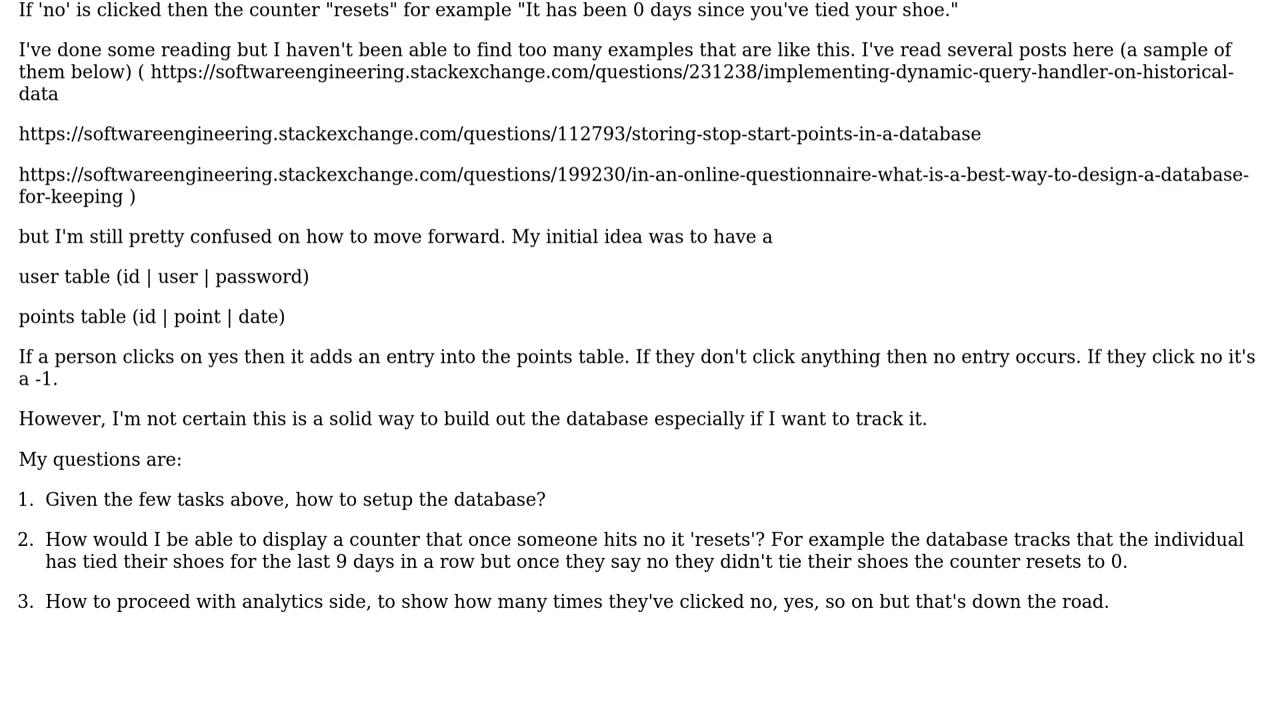 If 'no' is clicked then the counter "resets" for example "It has been 0 days since you've tied your shoe."
I've done some reading but I haven't been able to find too many examples that are like this. I've read several posts here (a sample of
them below) ( https://softwareengineering.stackexchange.com/questions/231238/implementing-dynamic-query-handler-on-historical-
data
https://softwareengineering.stackexchange.com/questions/112793/storing-stop-start-points-in-a-database
https://softwareengineering.stackexchange.com/questions/199230/in-an-online-questionnaire-what-is-a-best-way-to-design-a-database-
for-keeping )
but I'm still pretty confused on how to move forward. My initial idea was to have a
user table (id | user | password)
points table (id | point | date)
If a person clicks on yes then it adds an entry into the points table. If they don't click anything then no entry occurs. If they click no it's
a -1.
However, I'm not certain this is a solid way to build out the database especially if I want to track it.
My questions are:
1. Given the few tasks above, how to setup the database?
2. How would I be able to display a counter that once someone hits no it 'resets'? For example the database tracks that the individual
has tied their shoes for the last 9 days in a row but once they say no they didn't tie their shoes the counter resets to 0.
3. How to proceed with analytics side, to show how many times they've clicked no, yes, so on but that's down the road.